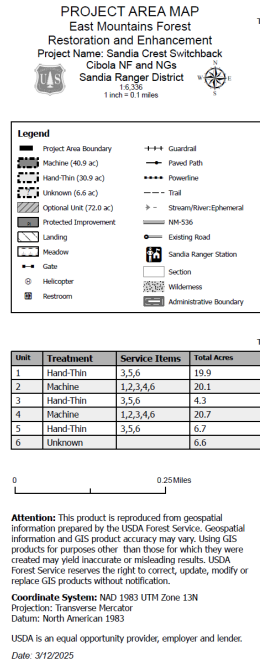 PROJECT AREA MAP
East Mountains Forest
Restoration and Enhancement
Project Name: Sandia Crest Switchback
Cibola NF and NGs
Sandia Ranger District
1:6,336
1 inch = 0.1 miles
N
W E
S
Legend
Project Area Boundary
Machine (40.9 ac)
Hand-Thin (30.9 ac)
Unknown (6.6 ac)
Optional Unit (72.0 ac)
Protected Improvement
Landing
Meadow
Gate
Helicopter
Restroom
Guardrail
Paved Path
Powerline
Trail
Stream/River:Ephemeral
NM-536
Existing Road
Sandia Ranger Station
Section
Wilderness
Administrative Boundary
Unit Treatment Service Items Total Acres
1 Hand-Thin 3,5,6 19.9
2 Machine 1,2,3,4,6 20.1
3 Hand-Thin 3,5,6 4.3
4 Machine 1,2,3,4,6 20.7
5 Hand-Thin 3,5,6 6.7
6 Unknown 6.6
0 0.25 Miles
Attention: This product is reproduced from geospatial
information prepared by the USDA Forest Service. Geospatial
information and GIS product accuracy may vary. Using GIS
products for purposes other than those for which they were
created may yield inaccurate or misleading results. USDA
Forest Service reserves the right to correct, update, modify or
replace GIS products without notification.
Coordinate System: NAD 1983 UTM Zone 13N
Projection: Transverse Mercator
Datum: North American 1983
USDA is an equal opportunity provider, employer and lender.
Date: 3/12/2025